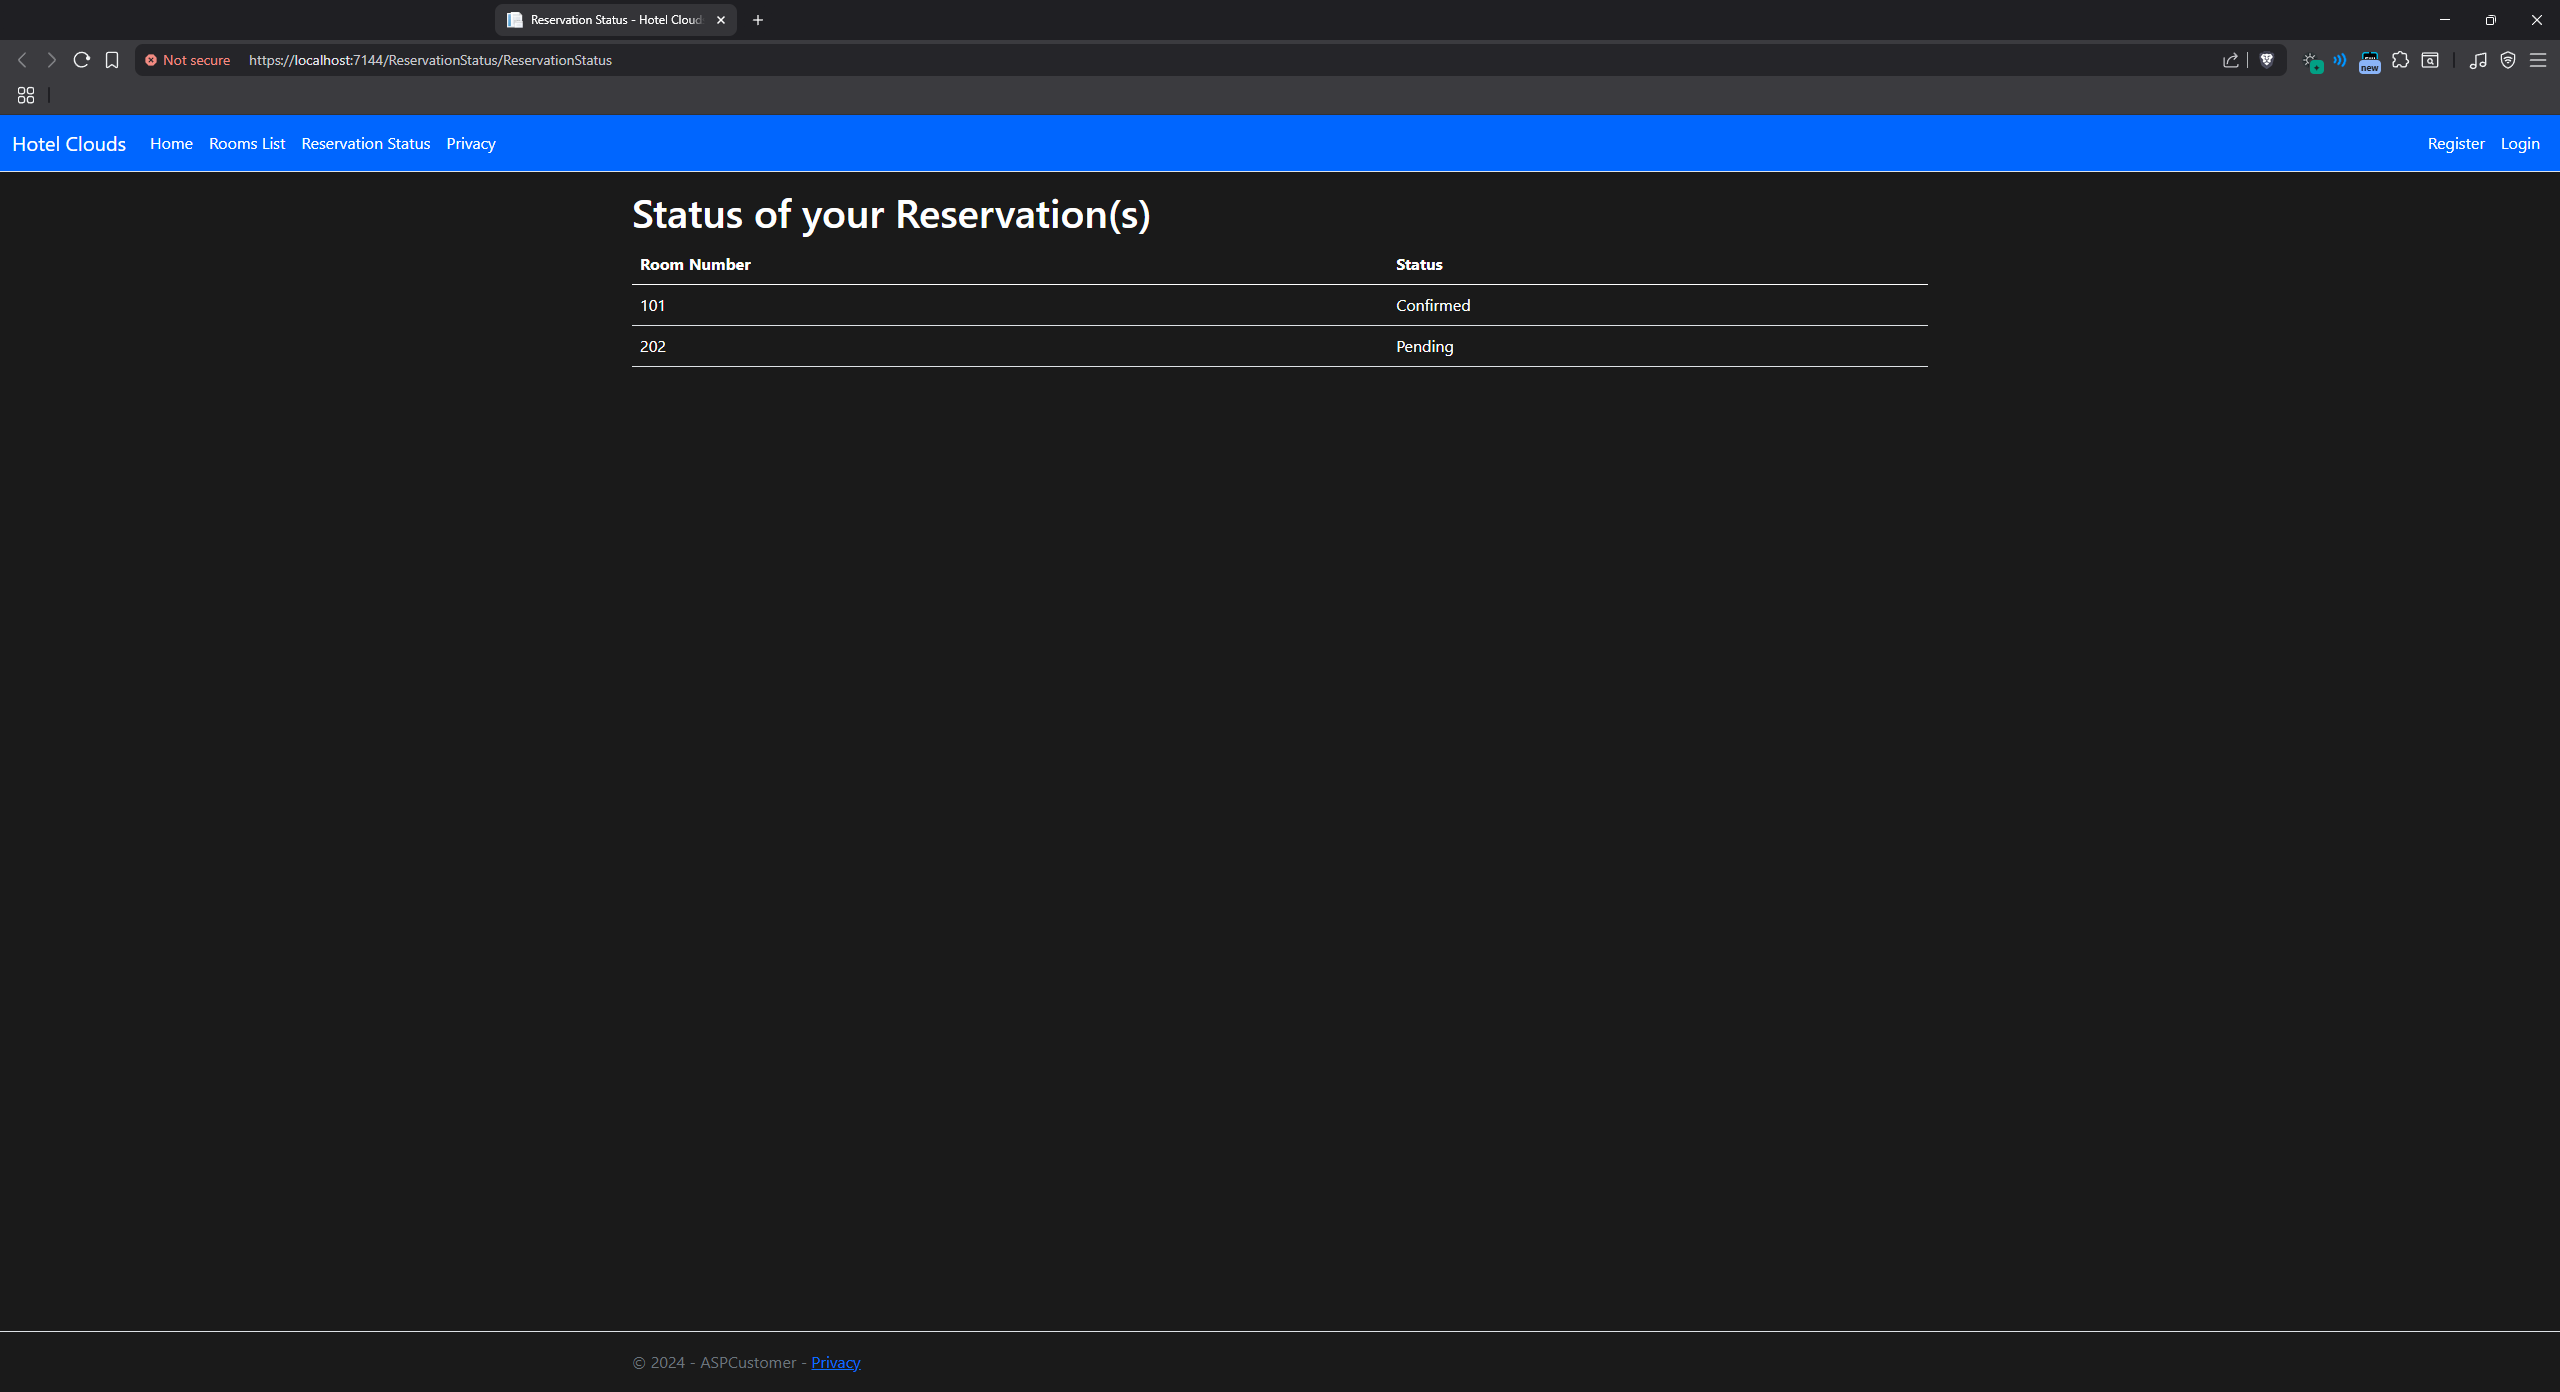 Reservation Status - Hotel Cloud
Not secure https://localhost:7144/ReservationStatus/ReservationStatus
new
Hotel Clouds Home Rooms List Reservation Status Privacy Register Login
Status of your Reservation(s)
Room Number Status
101 Confirmed
202 Pending
© 2024 - ASPCustomer - Privacy